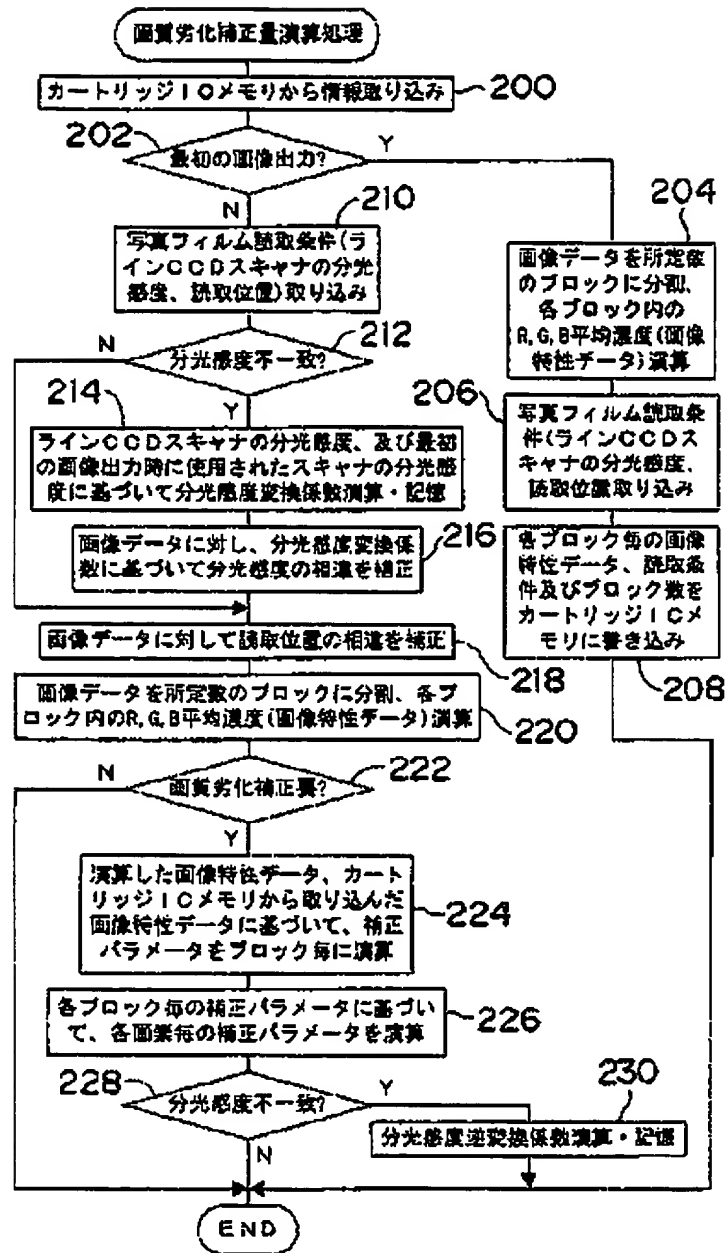 画質劣化補正量演算処理
カートリッジICメモリから情報取り込み
200
202
最初の画像出力?
Y
N
210
204
写真フィルム読取条件(ラ
インCCDスキャナの分光
感度、読取位置)取り込み
画像データを所定数
のブロックに分割、
各ブロック内の
R,G,B平均濃度(画像
特性データ)演算
N
分光感度不一致?
212
214
Y
206
ラインCCDスキャナの分光感度、及び最初
の画像出力時に使用されたスキャナの分光感
度に基づいて分光感度変換係数演算・記憶
写真フィルム読取条
件(ラインCCDス
キャナの分光感度、
読取位置取り込み
画像データに対し、分光感度変換係
数に基づいて分光感度の相違を補正
216
各ブロック毎の画像
特性データ、読取条
件及びブロック数を
カートリッジICメ
モリに書き込み
208
画像データに対して読取位置の相違を補正
218
画像データを所定数のブロックに分割、各ブ
ロック内のR,G,B平均濃度(画像特性データ)演算
220
N
画質劣化補正要?
222
Y
演算した画像特性データ、カート
リッジICメモリから取り込んだ
画像特性データに基づいて、補正
パラメータをブロック毎に演算
224
各ブロック毎の補正パラメータに基づい
て、各画素毎の補正パラメータを演算
226
228
分光感度不一致?
Y
230
分光感度逆変換係数演算・記憶
N
END